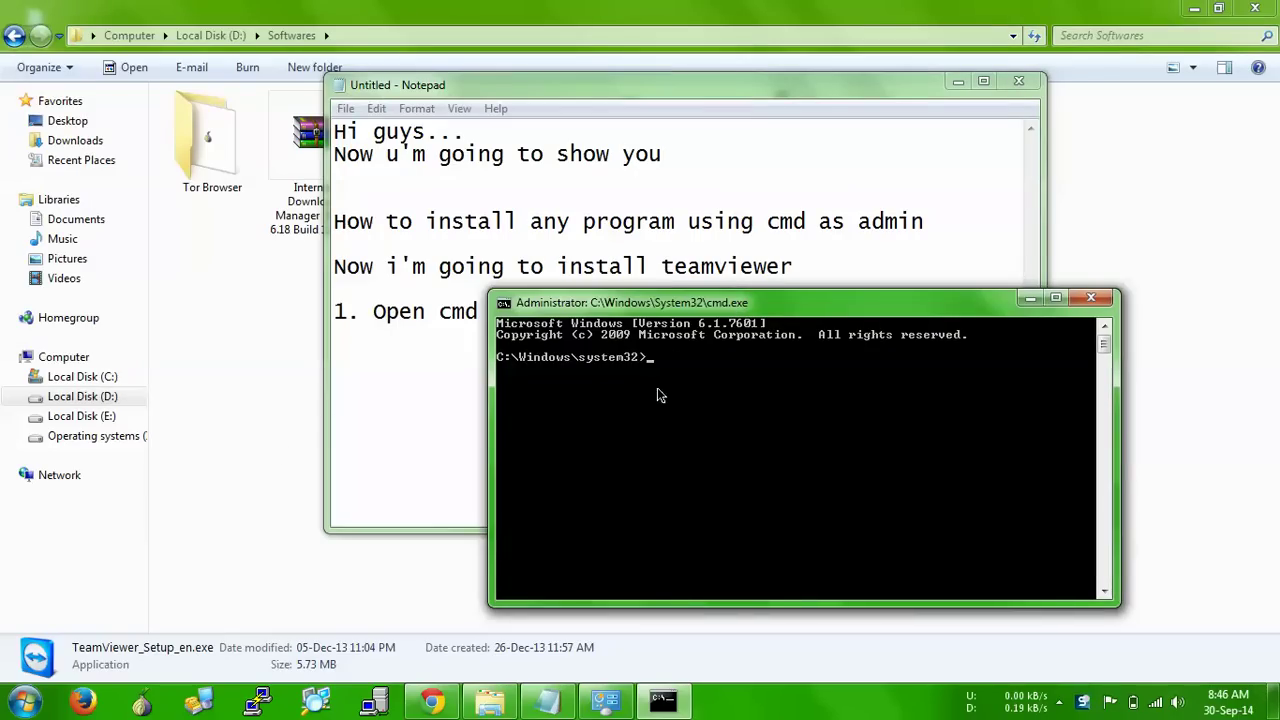 Computer
Local Disk (D:)
Softwares
Search Softwares
Organize
Open
E-mail
Burn
New folder
Favorites
Desktop
Downloads
Recent Places
Libraries
Documents
Music
Pictures
Videos
Homegroup
Computer
Local Disk (C:)
Local Disk (D:)
Local Disk (E:)
Operating systems (
Network
Tor Browser
Manager
6.18 Build
Untitled - Notepad
File Edit Format View Help
Hi guys...
Now u'm going to show you
How to install any program using cmd as admin
Now i'm going to install teamviewer
1. Open cmd
Administrator: C:\Windows\System32\cmd.exe
Microsoft Windows [Version 6.1.7601]
Copyright (c) 2009 Microsoft Corporation.  All rights reserved.
C:\Windows\system32>_
TeamViewer_Setup_en.exe
Date modified: 05-Dec-13 11:04 PM
Date created: 26-Dec-13 11:57 AM
Application
Size: 5.73 MB
U: 0.00 kB/s
D: 0.19 kB/s
8:46 AM
30-Sep-14